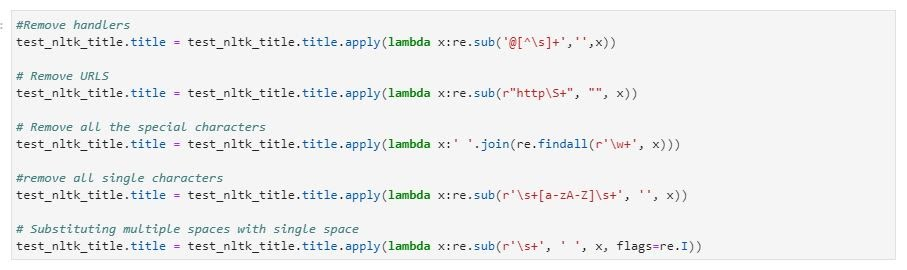 #Remove handlers
test_nltk_title.title = test_nltk_title.title.apply(lambda x:re.sub('@[^\s]+','',x))
# Remove URLS
test_nltk_title.title = test_nltk_title.title.apply(lambda x:re.sub(r"http\S+", "", x))
# Remove all the special characters
test_nltk_title.title = test_nltk_title.title.apply(lambda x:' '.join(re.findall(r'\w+', x)))
#remove all single characters
test_nltk_title.title = test_nltk_title.title.apply(lambda x:re.sub(r'\s+[a-zA-Z]\s+', '', x))
# Substituting multiple spaces with single space
test_nltk_title.title = test_nltk_title.title.apply(lambda x:re.sub(r'\s+', ' ', x, flags=re.I))